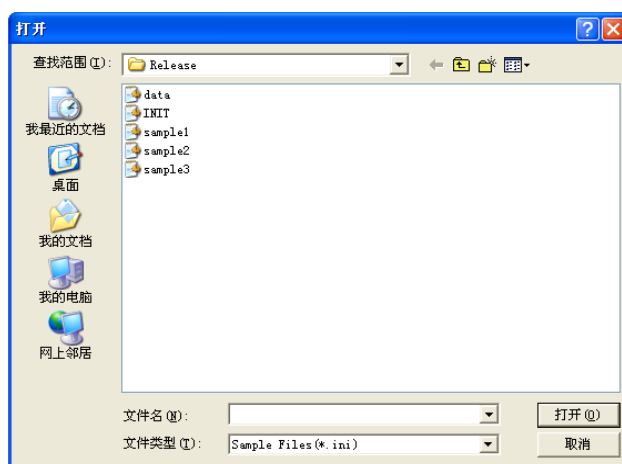 打开
查找范围(I):
Release
data
INIT
sample1
sample2
sample3
我最近的文档
桌面
我的文档
我的电脑
网上邻居
文件名(N):
打开(O)
文件类型(T):
Sample Files(*.ini)
取消